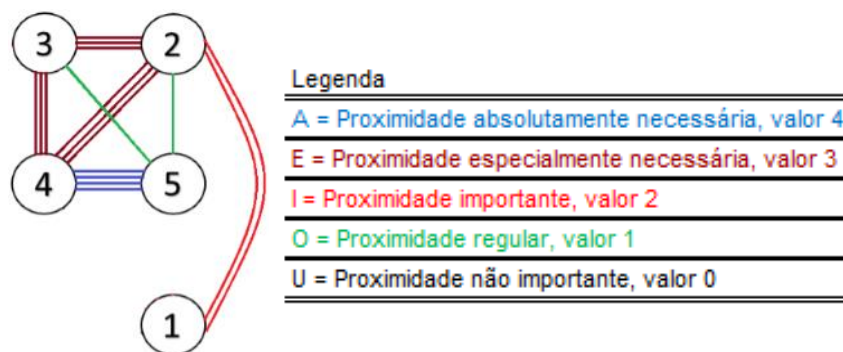 3 2
4 5
1
Legenda
A = Proximidade absolutamente necessária, valor 4
E = Proximidade especialmente necessária, valor 3
I = Proximidade importante, valor 2
O = Proximidade regular, valor 1
U = Proximidade não importante, valor 0